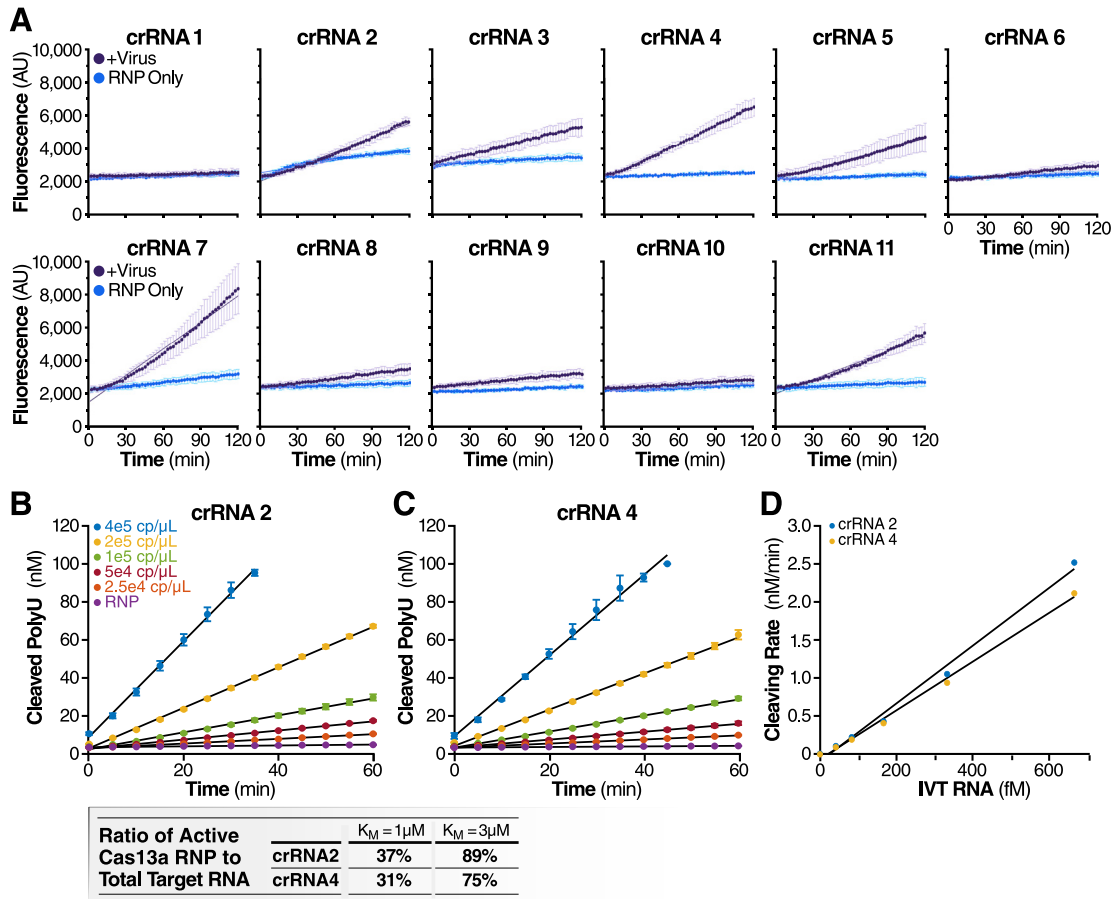 A
crRNA 1
crRNA 2
crRNA 3
crRNA 4
crRNA 5
crRNA 6
Fluorescence (AU)
10,000
8,000
6,000
4,000
2,000
0
+Virus
RNP Only
0 30 60 90 120
Time (min)
crRNA 7
crRNA 8
crRNA 9
crRNA 10
crRNA 11
Fluorescence (AU)
10,000
8,000
6,000
4,000
2,000
0
+Virus
RNP Only
0 30 60 90 120
0 30 60 90 120
0 30 60 90 120
0 30 60 90 120
0 30 60 90 120
Time (min)
Time (min)
Time (min)
Time (min)
Time (min)
B
crRNA 2
Cleaved PolyU (nM)
120
100
80
60
40
20
0
4e5 cp/µL
2e5 cp/µL
1e5 cp/µL
5e4 cp/µL
2.5e4 cp/µL
RNP
0 20 40 60
Time (min)
C
crRNA 4
Cleaved PolyU (nM)
120
100
80
60
40
20
0
0 20 40 60
Time (min)
D
Cleaving Rate (nM/min)
3.0
2.5
2.0
1.5
1.0
0.5
0
crRNA 2
crRNA 4
0 200 400 600
IVT RNA (fM)
Ratio of Active
Cas13a RNP to
Total Target RNA
KM = 1µM KM = 3µM
crRNA2 37% 89%
crRNA4 31% 75%